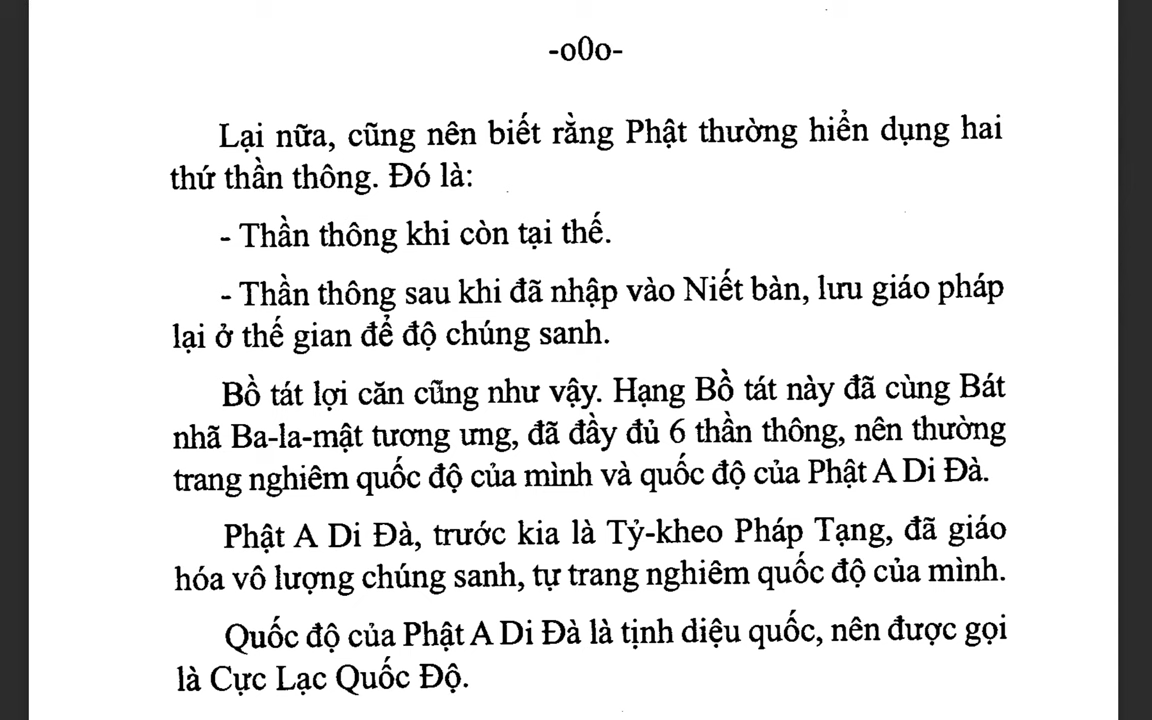 -o0o-
Lại nữa, cũng nên biết rằng Phật thường hiển dụng hai
thứ thần thông. Đó là:
- Thần thông khi còn tại thế.
- Thần thông sau khi đã nhập vào Niết bàn, lưu giáo pháp
lại ở thế gian để độ chúng sanh.
Bồ tát lợi căn cũng như vậy. Hạng Bồ tát này đã cùng Bát
nhã Ba-la-mật tương ưng, đã đầy đủ 6 thần thông, nên thường
trang nghiêm quốc độ của mình và quốc độ của Phật A Di Đà.
Phật A Di Đà, trước kia là Tỷ-kheo Pháp Tạng, đã giáo
hóa vô lượng chúng sanh, tự trang nghiêm quốc độ của mình.
Quốc độ của Phật A Di Đà là tịnh diệu quốc, nên được gọi
là Cực Lạc Quốc Độ.